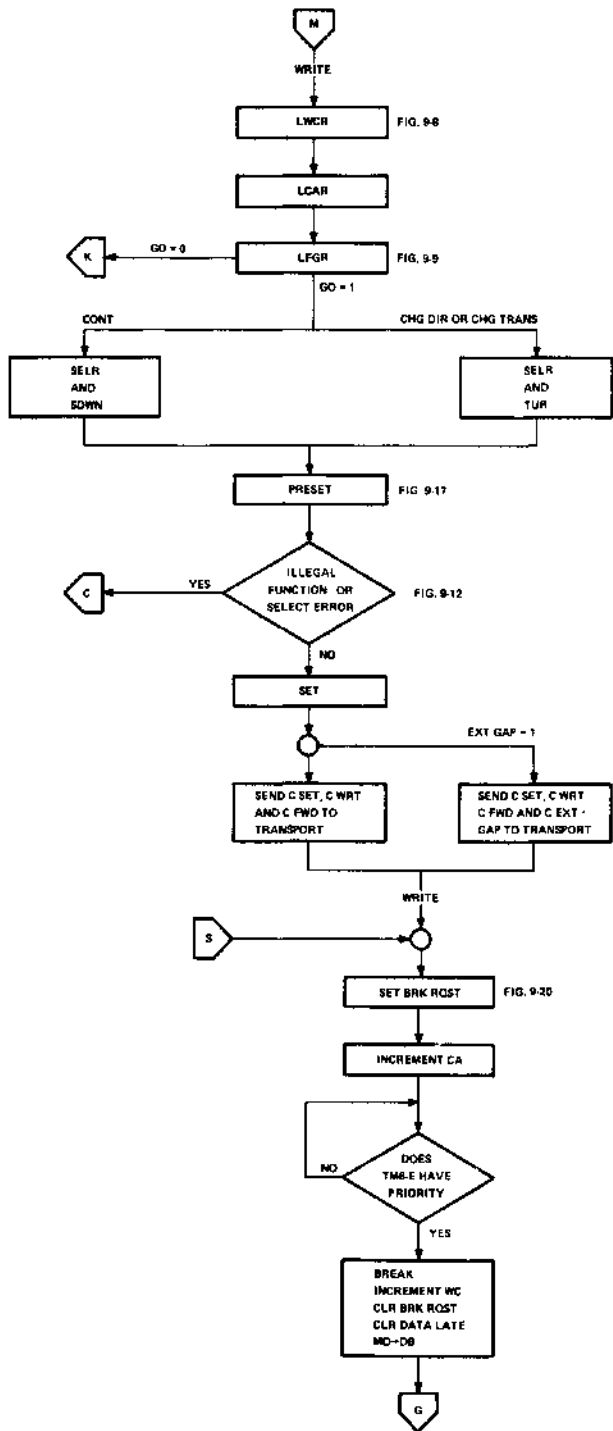 M
WRITE
LWCR
FIG. 9-8
LCAR
K
GO = 0
LFGR
FIG. 9-9
GO = 1
CONT
CHG DIR OR CHG TRANS
SELR
AND
SDWN
SELR
AND
TUR
PRESET
FIG 9-17
C
YES
ILLEGAL
FUNCTION OR
SELECT ERROR
FIG. 9-12
NO
SET
EXT GAP = 1
SEND C SET, C WRT
AND C FWD TO
TRANSPORT
SEND C SET, C WRT
C FWD AND C EXT -
GAP TO TRANSPORT
WRITE
S
SET BRK RQST
FIG. 9-20
INCREMENT CA
NO
DOES
TM8-E HAVE
PRIORITY
YES
BREAK
INCREMENT WC
CLR BRK RQST
CLR DATA LATE
MD→DB
G